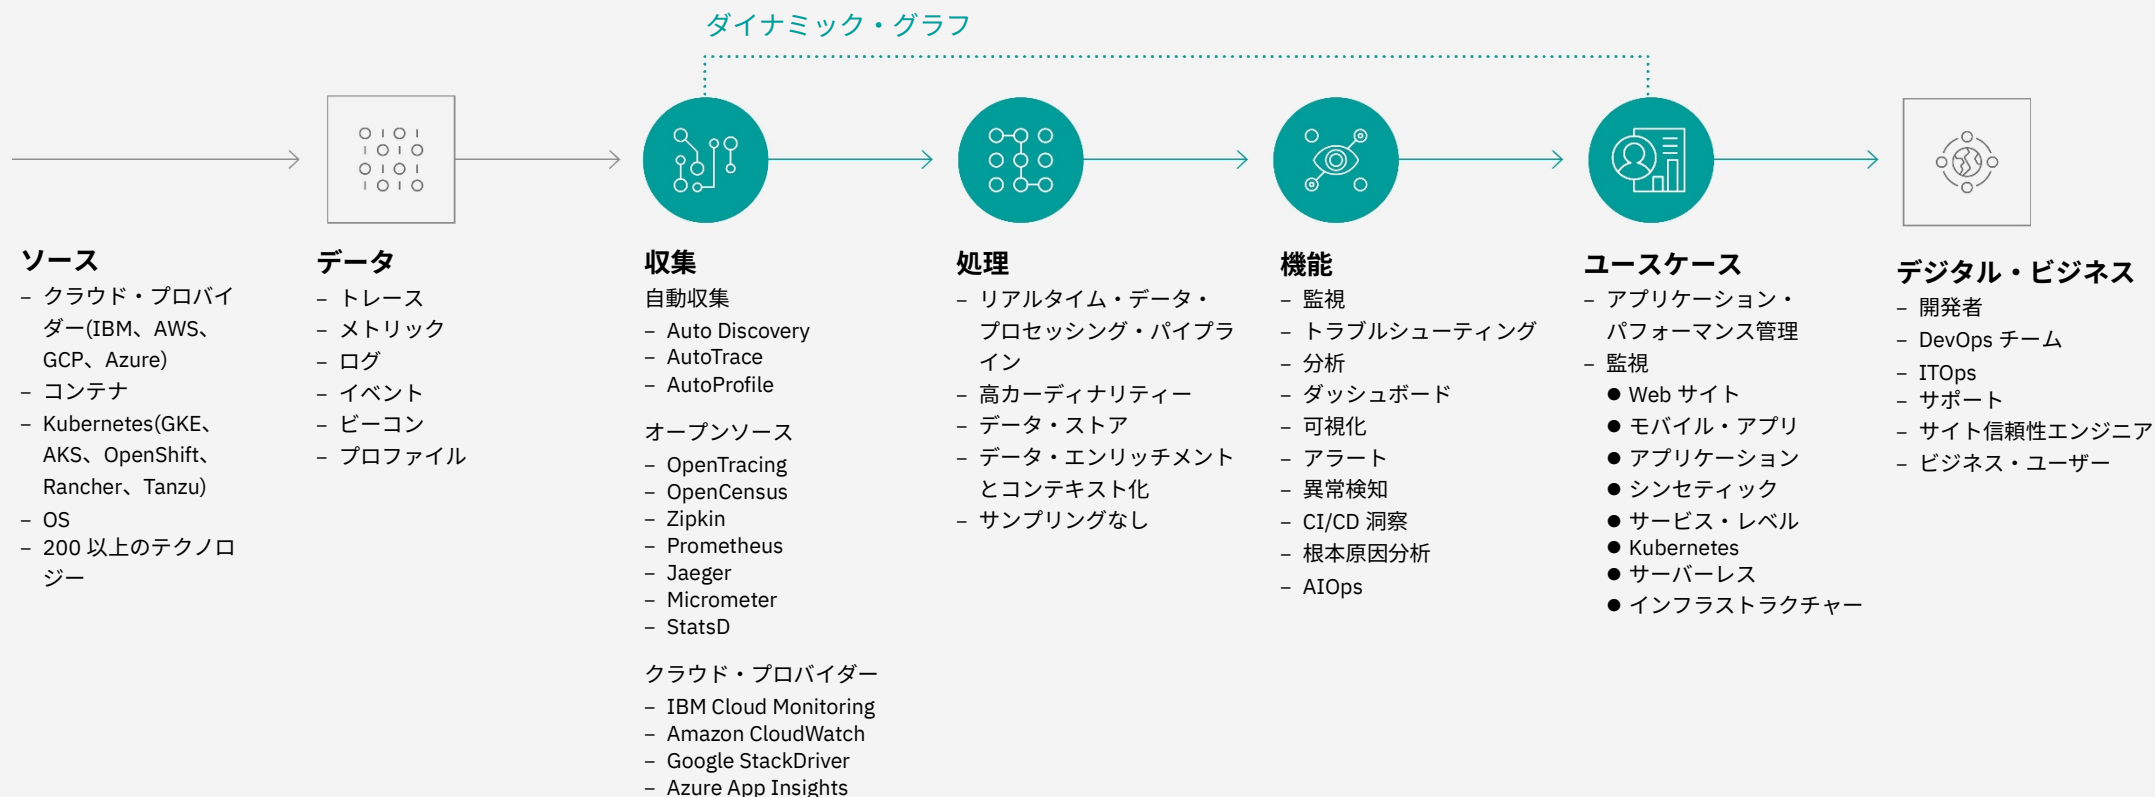 ダイナミック・グラフ
ソース
– クラウド・プロバイ
ダー(IBM、AWS、
GCP、Azure)
– コンテナ
– Kubernetes(GKE、
AKS、OpenShift、
Rancher、Tanzu)
– OS
– 200 以上のテクノロ
ジー
データ
– トレース
– メトリック
– ログ
– イベント
– ビーコン
– プロファイル
収集
自動収集
– Auto Discovery
– AutoTrace
– AutoProfile
オープンソース
– OpenTracing
– OpenCensus
– Zipkin
– Prometheus
– Jaeger
– Micrometer
– StatsD
クラウド・プロバイダー
– IBM Cloud Monitoring
– Amazon CloudWatch
– Google StackDriver
– Azure App Insights
処理
– リアルタイム・データ・
プロセッシング・パイプラ
イン
– 高カーディナリティー
– データ・ストア
– データ・エンリッチメント
とコンテキスト化
– サンプリングなし
機能
– 監視
– トラブルシューティング
– 分析
– ダッシュボード
– 可視化
– アラート
– 異常検知
– CI/CD 洞察
– 根本原因分析
– AIOps
ユースケース
– アプリケーション・
パフォーマンス管理
– 監視
● Web サイト
● モバイル・アプリ
● アプリケーション
● シンセティック
● サービス・レベル
● Kubernetes
● サーバーレス
● インフラストラクチャー
デジタル・ビジネス
– 開発者
– DevOps チーム
– ITOps
– サポート
– サイト信頼性エンジニア
– ビジネス・ユーザー